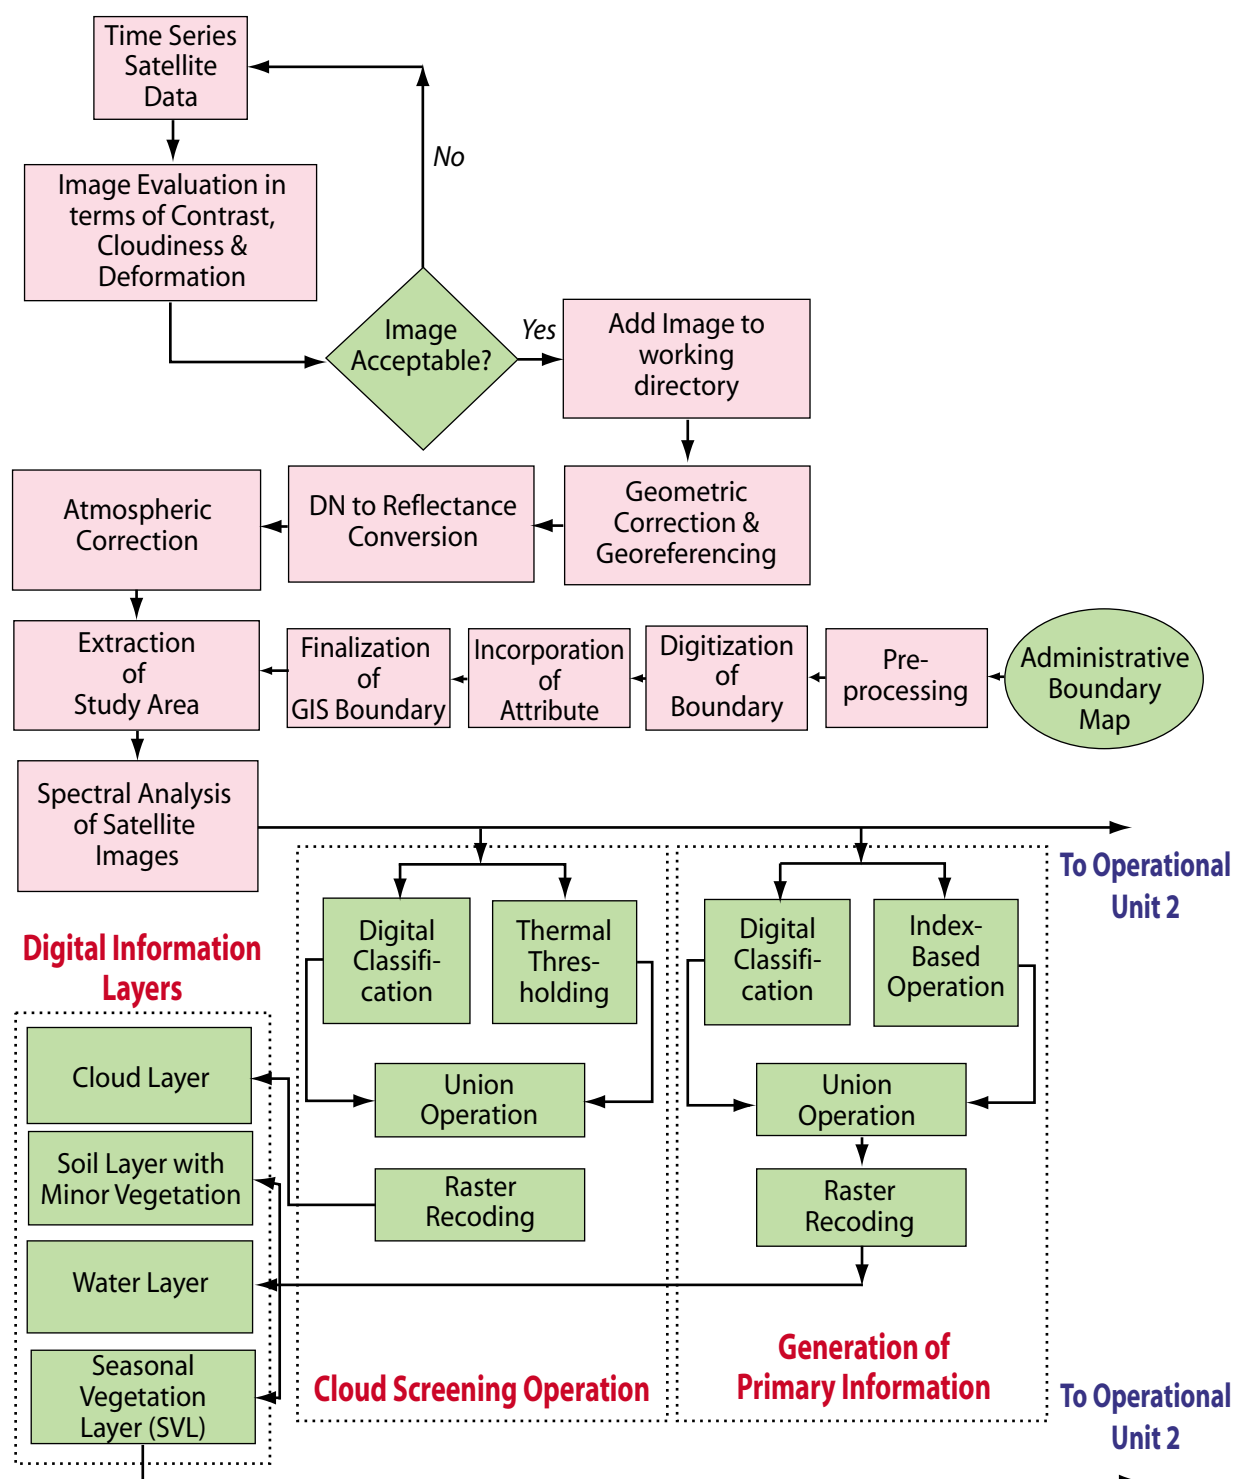 Time Series
Satellite
Data
No
Image Evaluation in
terms of Contrast,
Cloudiness &
Deformation
Image
Acceptable?
Yes
Add Image to
working
directory
Geometric
Correction &
Georeferencing
DN to Reflectance
Conversion
Atmospheric
Correction
Extraction
of
Study Area
Finalization
of
GIS Boundary
Incorporation
of
Attribute
Digitization
of
Boundary
Pre-
processing
Administrative
Boundary
Map
Spectral Analysis
of Satellite
Images
To Operational
Unit 2
Digital
Classifi-
cation
Thermal
Thres-
holding
Digital
Classifi-
cation
Index-
Based
Operation
Digital Information
Layers
Cloud Layer
Union
Operation
Union
Operation
Soil Layer with
Minor Vegetation
Raster
Recoding
Raster
Recoding
Water Layer
Seasonal
Vegetation
Layer (SVL)
Cloud Screening Operation
Generation of
Primary Information
To Operational
Unit 2